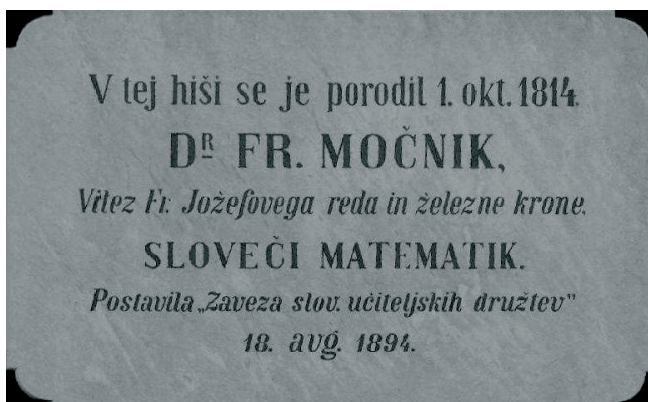 V tej hiši se je porodil 1. okt. 1814.
DR FR. MOČNIK,
Vitez Fr. Jožefovega reda in železne krone.
SLOVEČI MATEMATIK.
Postavila „Zaveza slov. učiteljskih družtev"
18. avg. 1894.